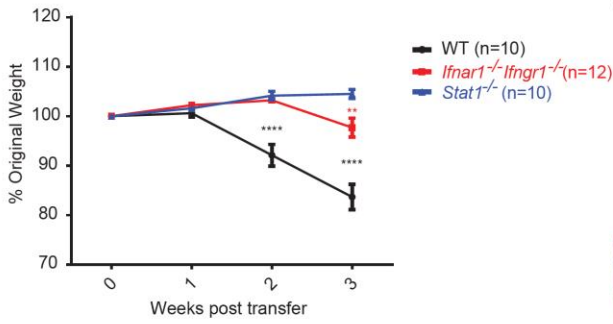 120
110
100
90
80
70
% Original Weight
**
****
****
0 1 2 3
Weeks post transfer
WT (n=10)
Ifnar1-/-Ifngr1-/-(n=12)
Stat1-/- (n=10)